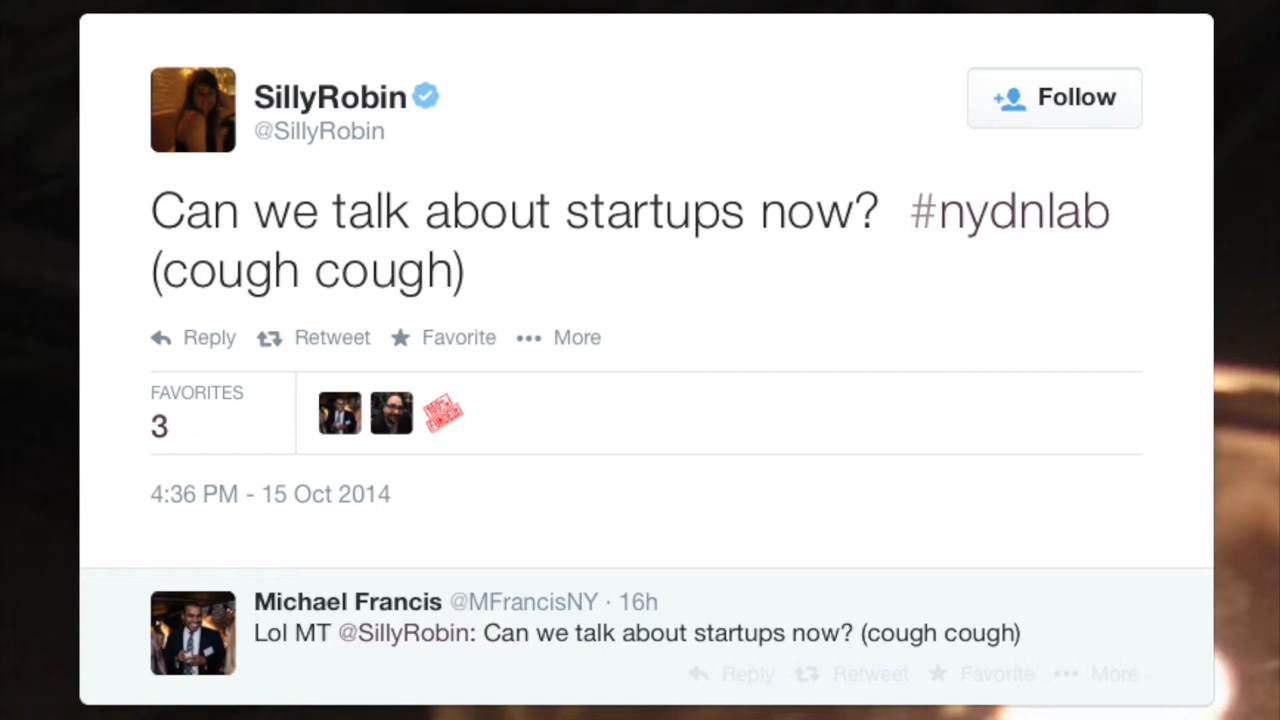 SillyRobin
@SillyRobin
Follow
Can we talk about startups now? #nydnlab
(cough cough)
Reply Retweet Favorite More
FAVORITES
3
100% FUNDED!
4:36 PM - 15 Oct 2014
Michael Francis @MFrancisNY · 16h
Lol MT @SillyRobin: Can we talk about startups now? (cough cough)
Reply Retweet Favorite More